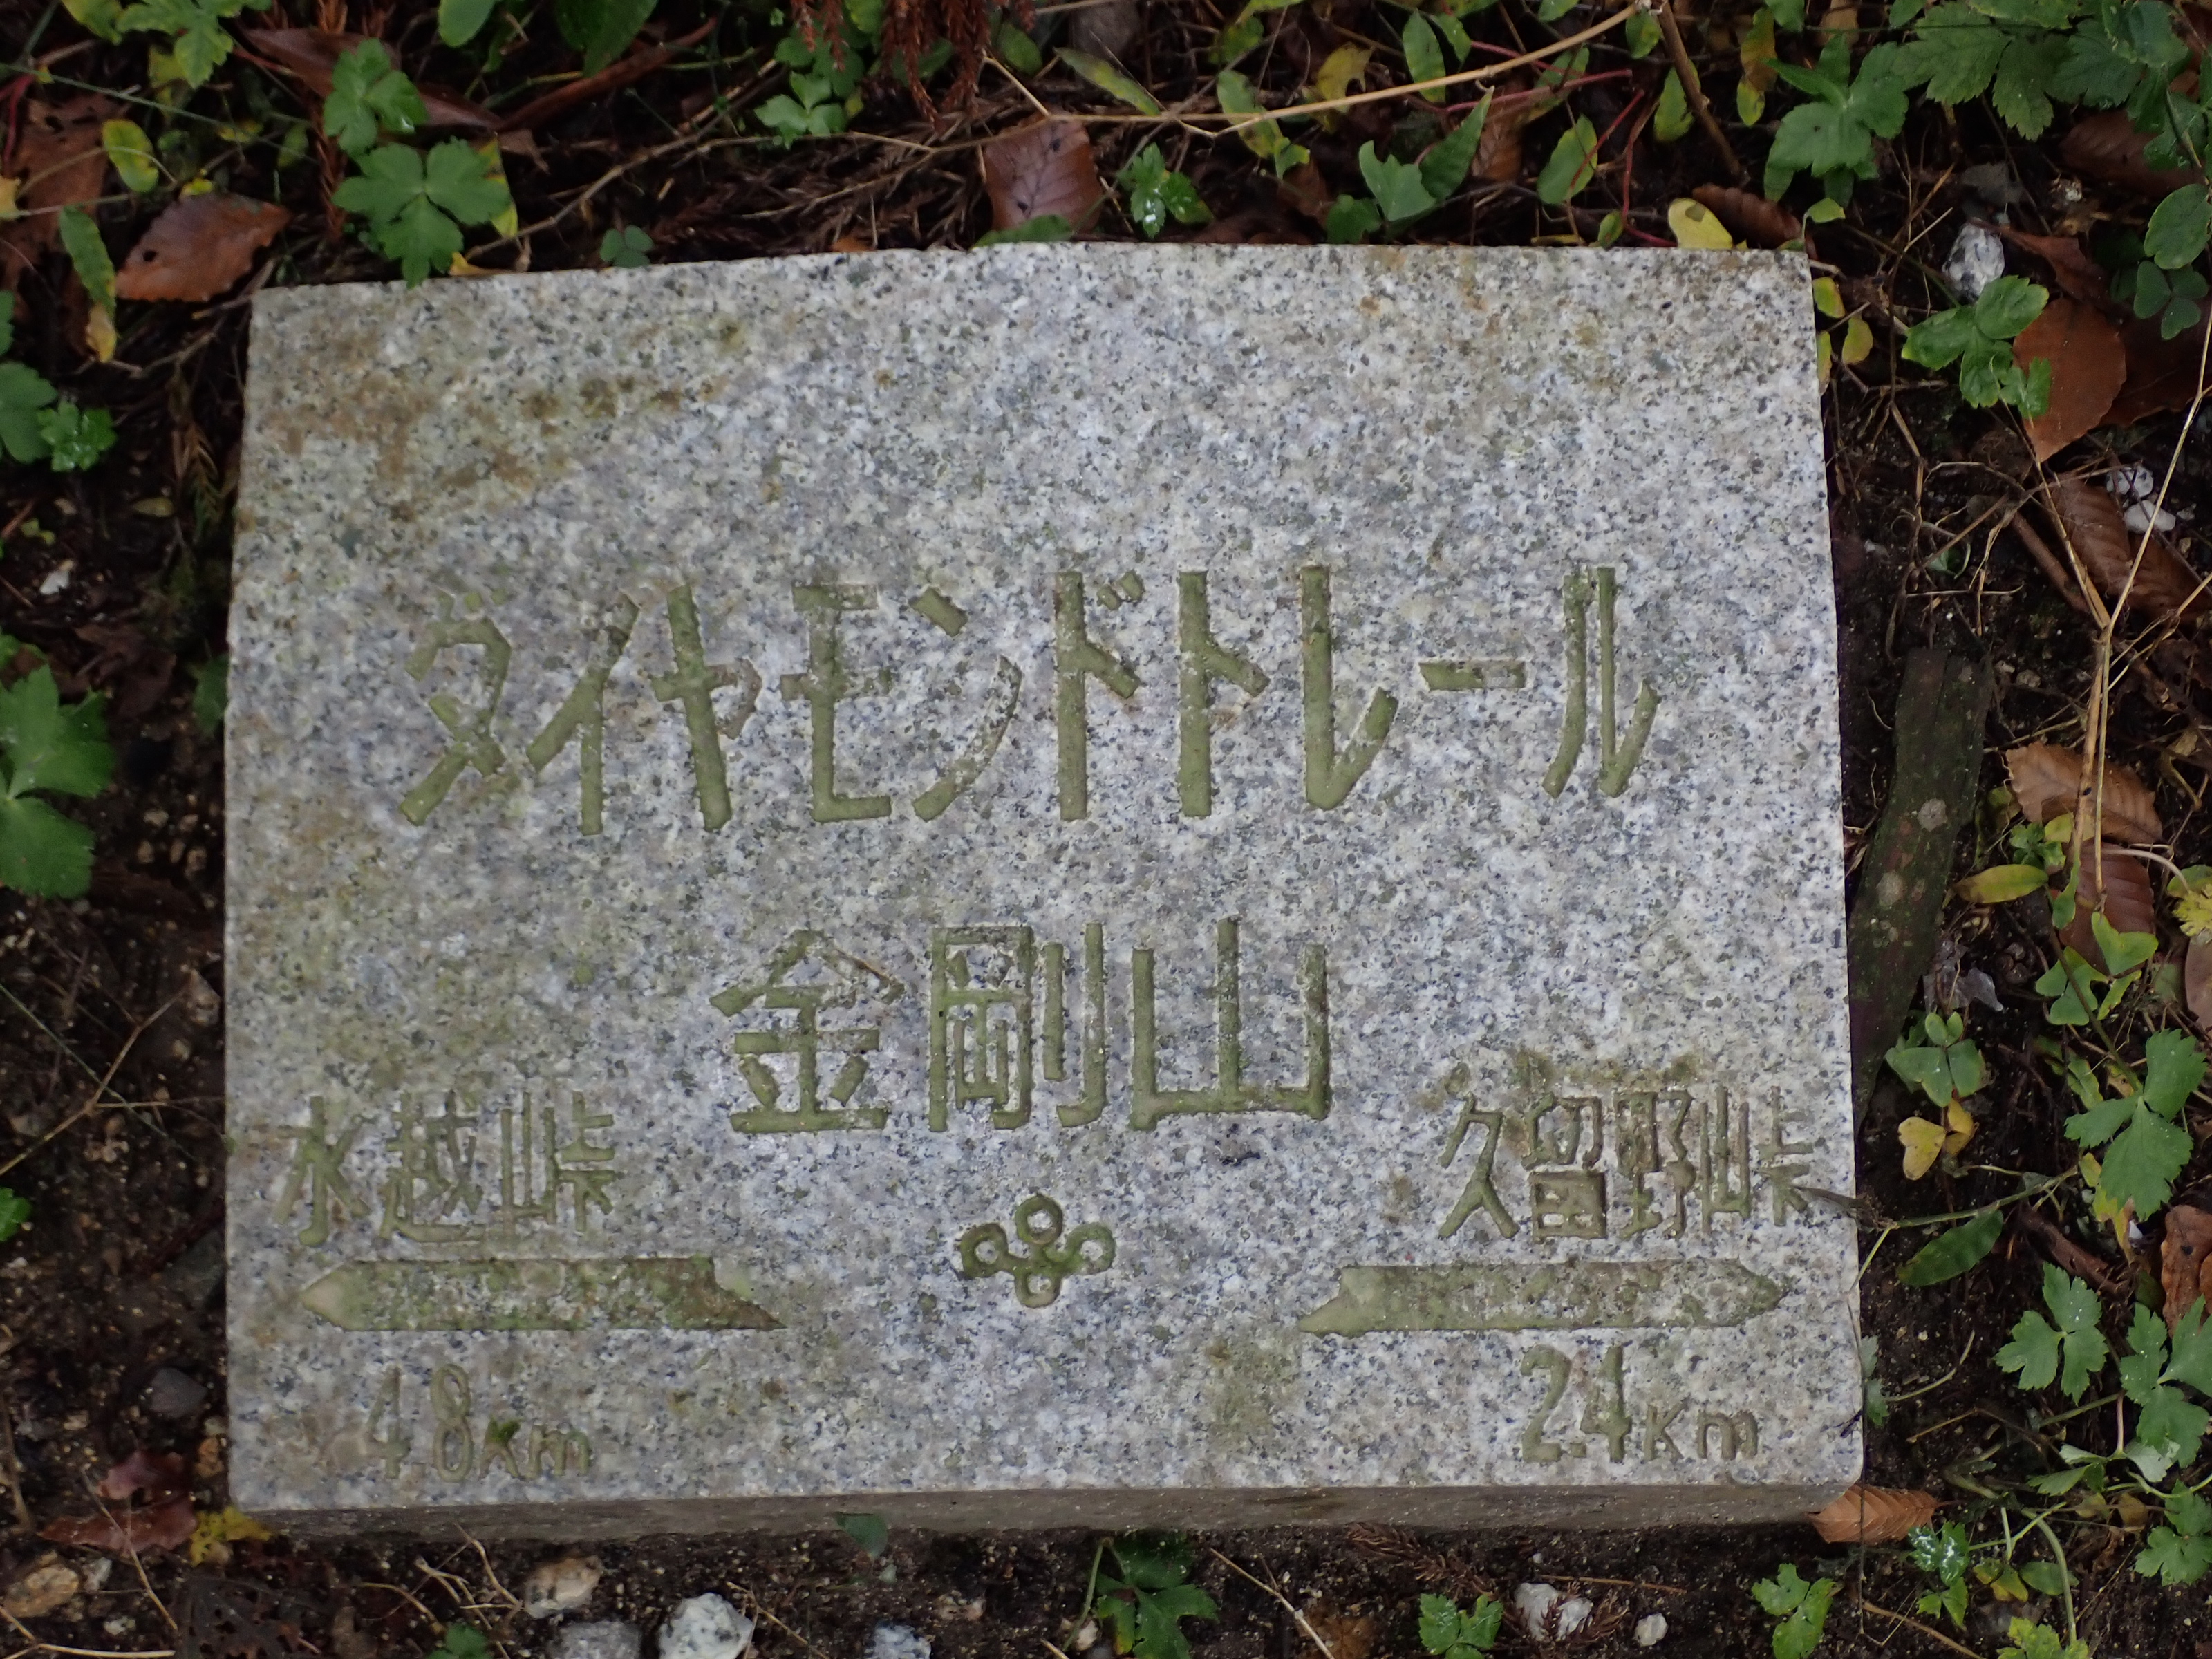 ダイヤモンドトレール
金剛山
水越峠 久留野峠
4.8km 2.4km